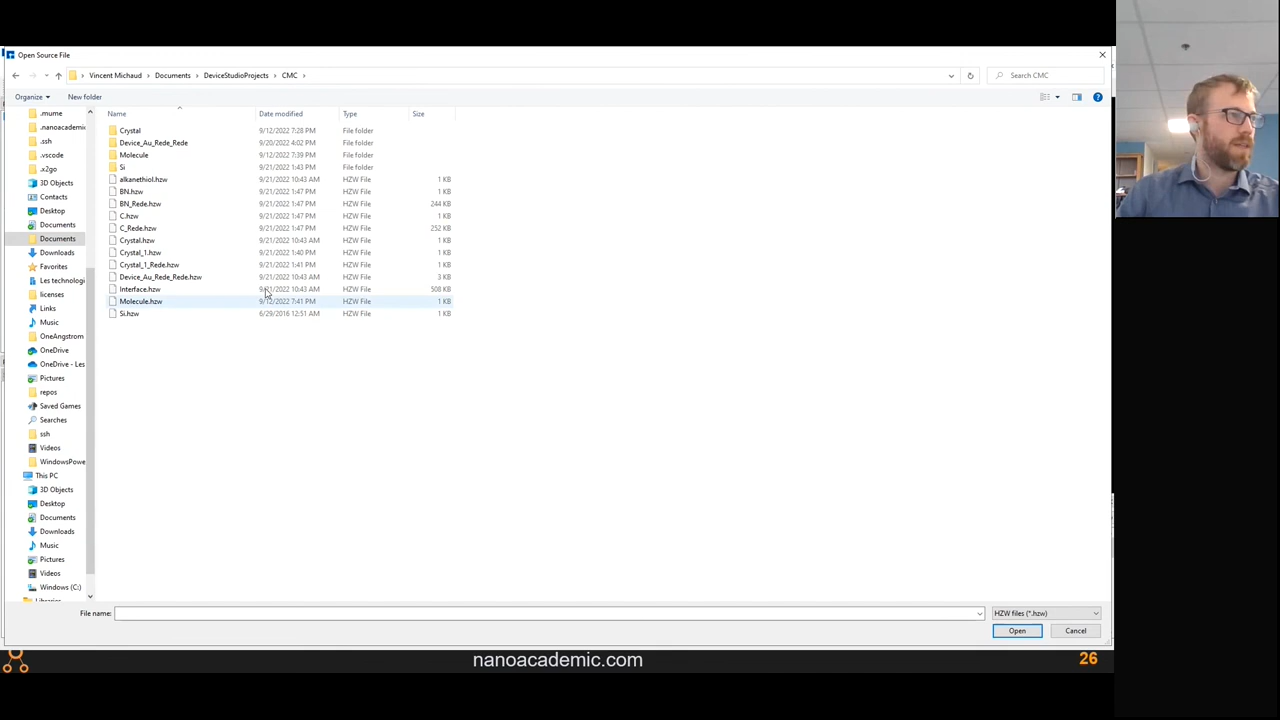 Open Source File
Vincent Michaud > Documents > DeviceStudioProjects > CMC >
Search CMC
Organize
New folder
Name Date modified Type Size
.mume
.nanoacademic
.ssh
.vscode
.x2go
3D Objects
Contacts
Desktop
Documents
Documents
Downloads
Favorites
Les technologi
licenses
Links
Music
OneAngstrom
OneDrive
OneDrive - Les
Pictures
repos
Saved Games
Searches
ssh
Videos
WindowsPowe
This PC
3D Objects
Desktop
Documents
Downloads
Music
Pictures
Videos
Windows (C:)
Crystal 9/12/2022 7:28 PM File folder
Device_Au_Rede_Rede 9/20/2022 4:02 PM File folder
Molecule 9/12/2022 7:39 PM File folder
Si 9/21/2022 1:43 PM File folder
alkanethiol.hzw 9/21/2022 10:43 AM HZW File 1 KB
BN.hzw 9/21/2022 1:47 PM HZW File 1 KB
BN_Rede.hzw 9/21/2022 1:47 PM HZW File 244 KB
C.hzw 9/21/2022 1:47 PM HZW File 1 KB
C_Rede.hzw 9/21/2022 1:47 PM HZW File 252 KB
Crystal.hzw 9/21/2022 10:43 AM HZW File 1 KB
Crystal_1.hzw 9/21/2022 1:40 PM HZW File 1 KB
Crystal_1_Rede.hzw 9/21/2022 1:41 PM HZW File 1 KB
Device_Au_Rede_Rede.hzw 9/21/2022 10:43 AM HZW File 3 KB
Interface.hzw 9/21/2022 10:43 AM HZW File 508 KB
Molecule.hzw 9/12/2022 7:41 PM HZW File 1 KB
Si.hzw 6/29/2016 12:51 AM HZW File 1 KB
File name:
HZW files (*.hzw)
Open Cancel
nanoacademic.com
26